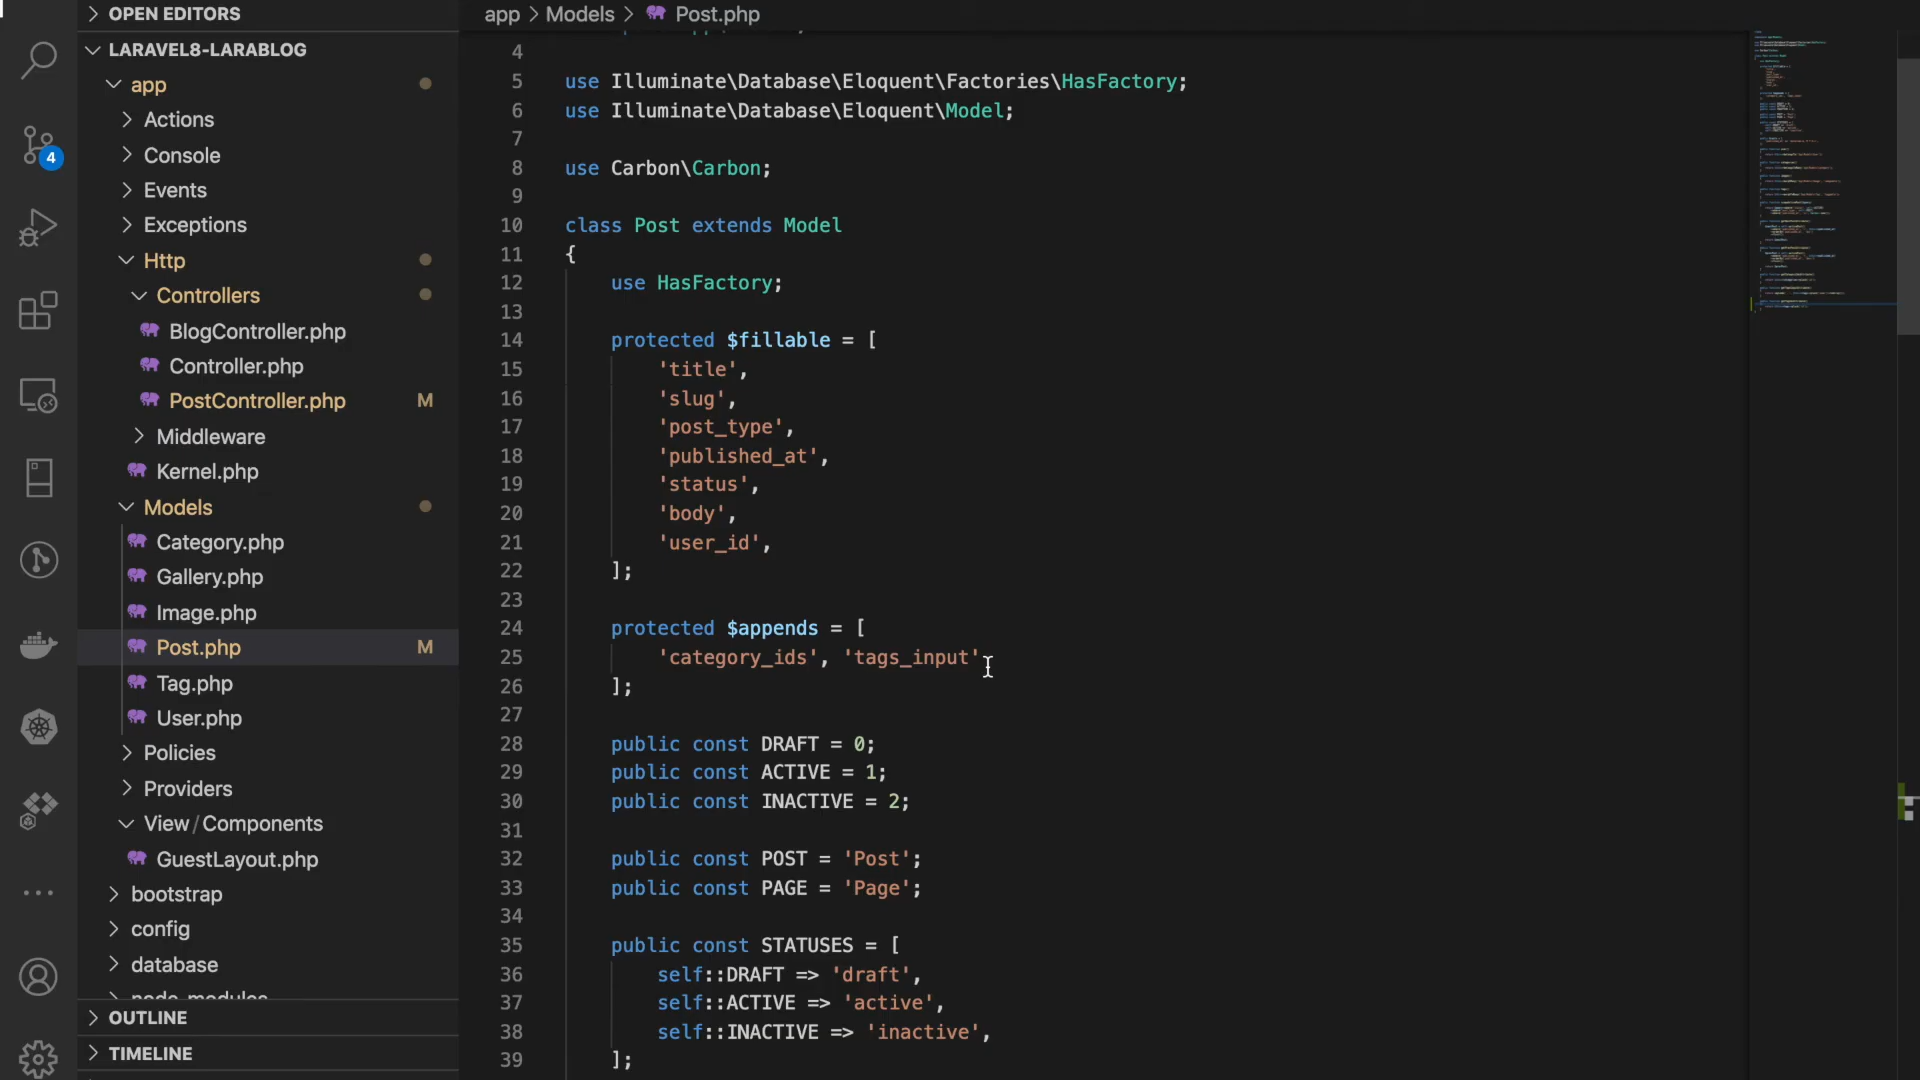 OPEN EDITORS
LARAVEL8-LARABLOG
app
Actions
Console
Events
Exceptions
Http
Controllers
BlogController.php
Controller.php
PostController.php M
Middleware
Kernel.php
Models
Category.php
Gallery.php
Image.php
Post.php M
Tag.php
User.php
Policies
Providers
View/Components
GuestLayout.php
bootstrap
config
database
node_modules
OUTLINE
TIMELINE
4
app > Models > Post.php
4
5 use Illuminate\Database\Eloquent\Factories\HasFactory;
6 use Illuminate\Database\Eloquent\Model;
7
8 use Carbon\Carbon;
9
10 class Post extends Model
11 {
12 use HasFactory;
13
14 protected $fillable = [
15 'title',
16 'slug',
17 'post_type',
18 'published_at',
19 'status',
20 'body',
21 'user_id',
22 ];
23
24 protected $appends = [
25 'category_ids', 'tags_input'
26 ];
27
28 public const DRAFT = 0;
29 public const ACTIVE = 1;
30 public const INACTIVE = 2;
31
32 public const POST = 'Post';
33 public const PAGE = 'Page';
34
35 public const STATUSES = [
36 self::DRAFT => 'draft',
37 self::ACTIVE => 'active',
38 self::INACTIVE => 'inactive',
39 ];